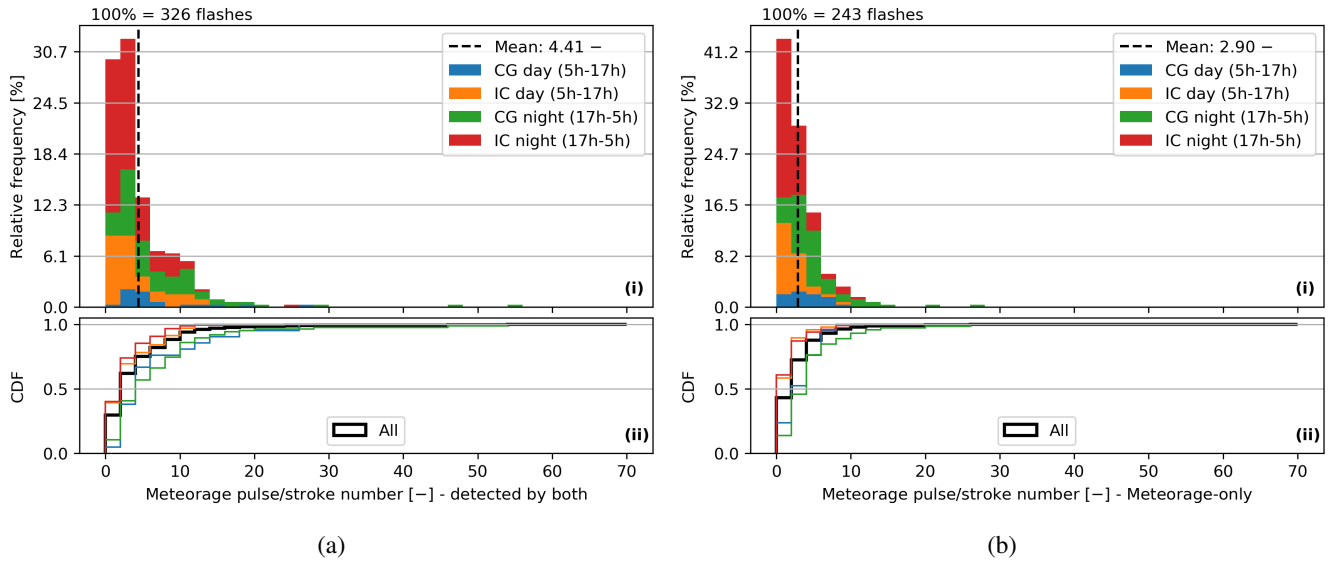 100% = 326 flashes
Relative frequency [%]
30.7
24.5
18.4
12.3
6.1
0.0
Mean: 4.41 −
CG day (5h-17h)
IC day (5h-17h)
CG night (17h-5h)
IC night (17h-5h)
(i)
CDF
1.0
0.5
0.0
All
(ii)
0 10 20 30 40 50 60 70
Meteorage pulse/stroke number [−] - detected by both
(a)
100% = 243 flashes
Relative frequency [%]
41.2
32.9
24.7
16.5
8.2
0.0
Mean: 2.90 −
CG day (5h-17h)
IC day (5h-17h)
CG night (17h-5h)
IC night (17h-5h)
(i)
CDF
1.0
0.5
0.0
All
(ii)
0 10 20 30 40 50 60 70
Meteorage pulse/stroke number [−] - Meteorage-only
(b)